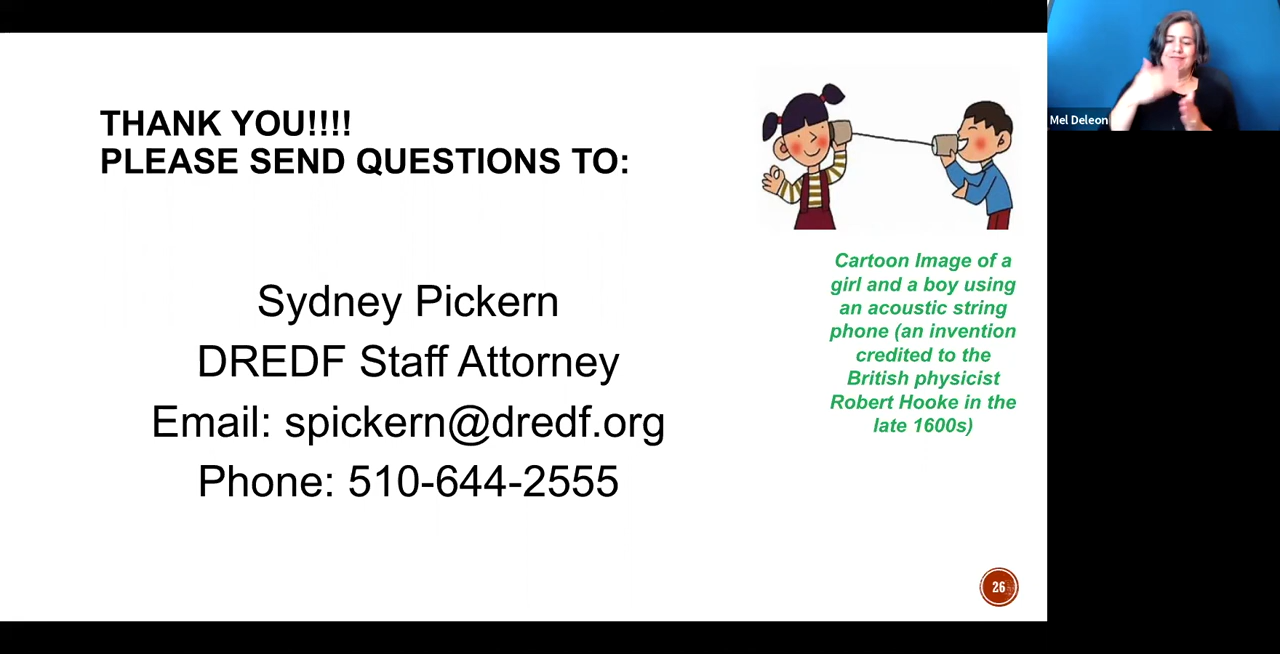 THANK YOU!!!!
PLEASE SEND QUESTIONS TO:
Sydney Pickern
DREDF Staff Attorney
Email: spickern@dredf.org
Phone: 510-644-2555
Cartoon Image of a
girl and a boy using
an acoustic string
phone (an invention
credited to the
British physicist
Robert Hooke in the
late 1600s)
26
Mel Deleon